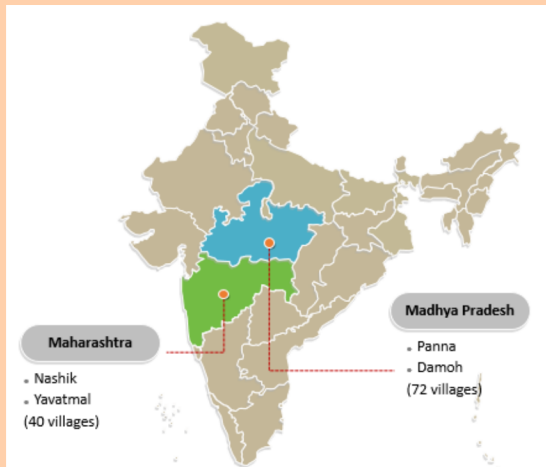 Maharashtra
▪ Nashik
▪ Yavatmal
(40 villages)
Madhya Pradesh
▪ Panna
▪ Damoh
(72 villages)